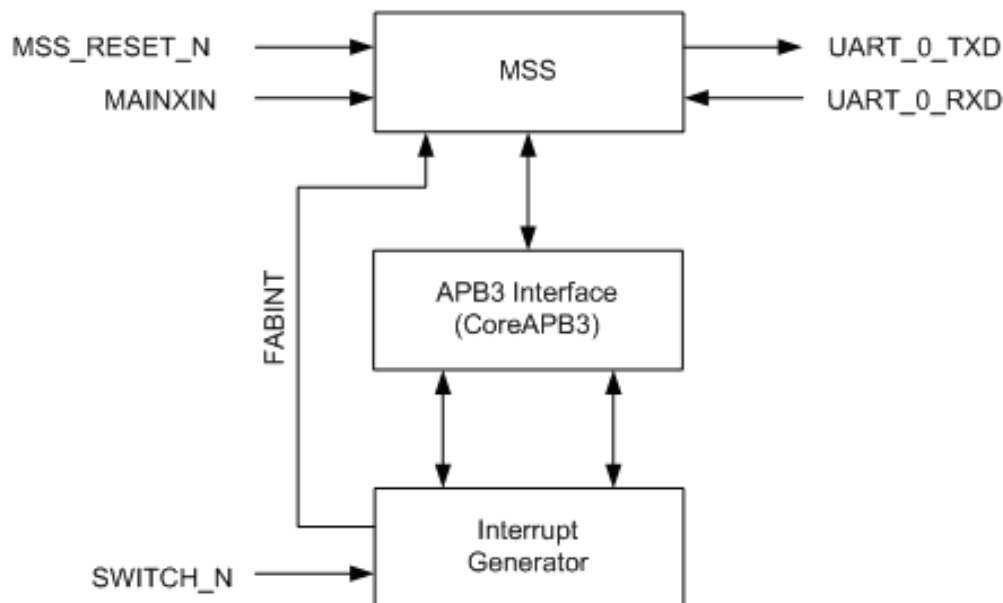 MSS_RESET_N
MAINXIN
MSS
UART_0_TXD
UART_0_RXD
APB3 Interface
(CoreAPB3)
FABINT
Interrupt
Generator
SWITCH_N